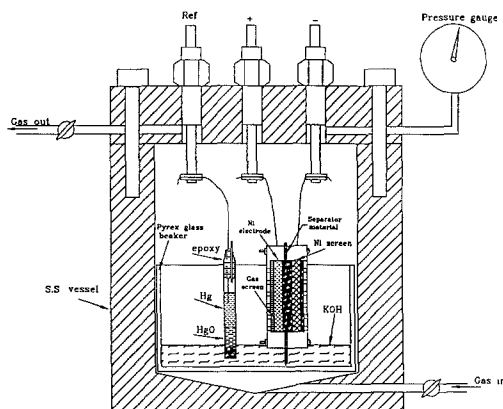 Ref
+
-
Pressure gauge
Gas out
Pyrex glass
beaker
epoxy
Ni
electrode
Separator
material
Ni screen
Gas
screen
S.S vessel
Hg
HgO
KOH
Gas in